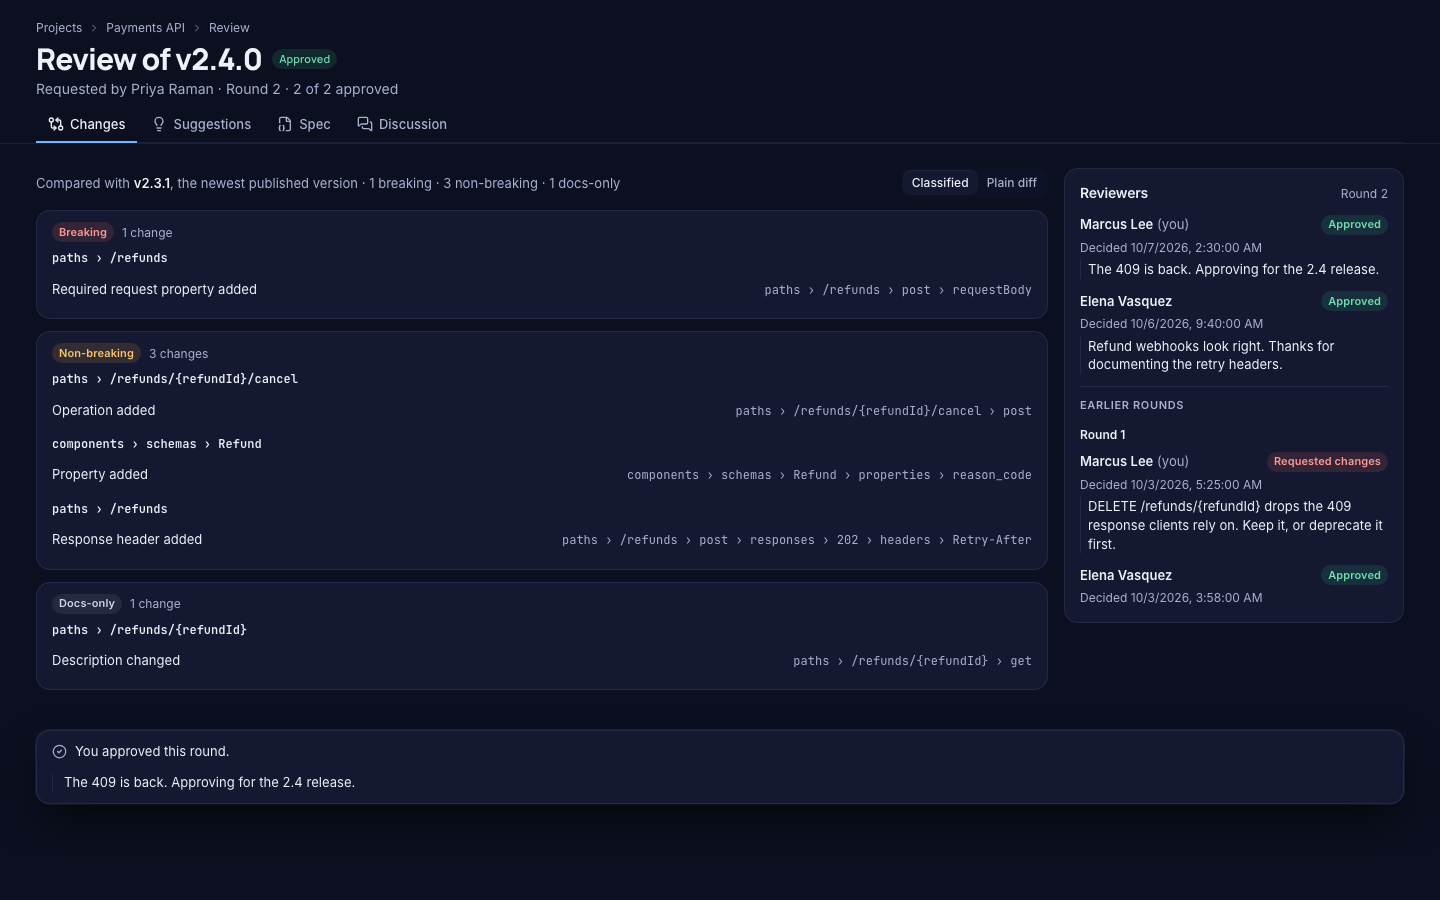 Projects › Payments API › Review
Review of v2.4.0 Approved
Requested by Priya Raman · Round 2 · 2 of 2 approved
Changes Suggestions Spec Discussion
Compared with v2.3.1, the newest published version · 1 breaking · 3 non-breaking · 1 docs-only
Classified Plain diff
Breaking 1 change
paths › /refunds
Required request property added paths › /refunds › post › requestBody
Non-breaking 3 changes
paths › /refunds/{refundId}/cancel
Operation added paths › /refunds/{refundId}/cancel › post
components › schemas › Refund
Property added components › schemas › Refund › properties › reason_code
paths › /refunds
Response header added paths › /refunds › post › responses › 202 › headers › Retry-After
Docs-only 1 change
paths › /refunds/{refundId}
Description changed paths › /refunds/{refundId} › get
Reviewers Round 2
Marcus Lee (you) Approved
Decided 10/7/2026, 2:30:00 AM
The 409 is back. Approving for the 2.4 release.
Elena Vasquez Approved
Decided 10/6/2026, 9:40:00 AM
Refund webhooks look right. Thanks for
documenting the retry headers.
EARLIER ROUNDS
Round 1
Marcus Lee (you) Requested changes
Decided 10/3/2026, 5:25:00 AM
DELETE /refunds/{refundId} drops the 409
response clients rely on. Keep it, or deprecate it
first.
Elena Vasquez Approved
Decided 10/3/2026, 3:58:00 AM
You approved this round.
The 409 is back. Approving for the 2.4 release.